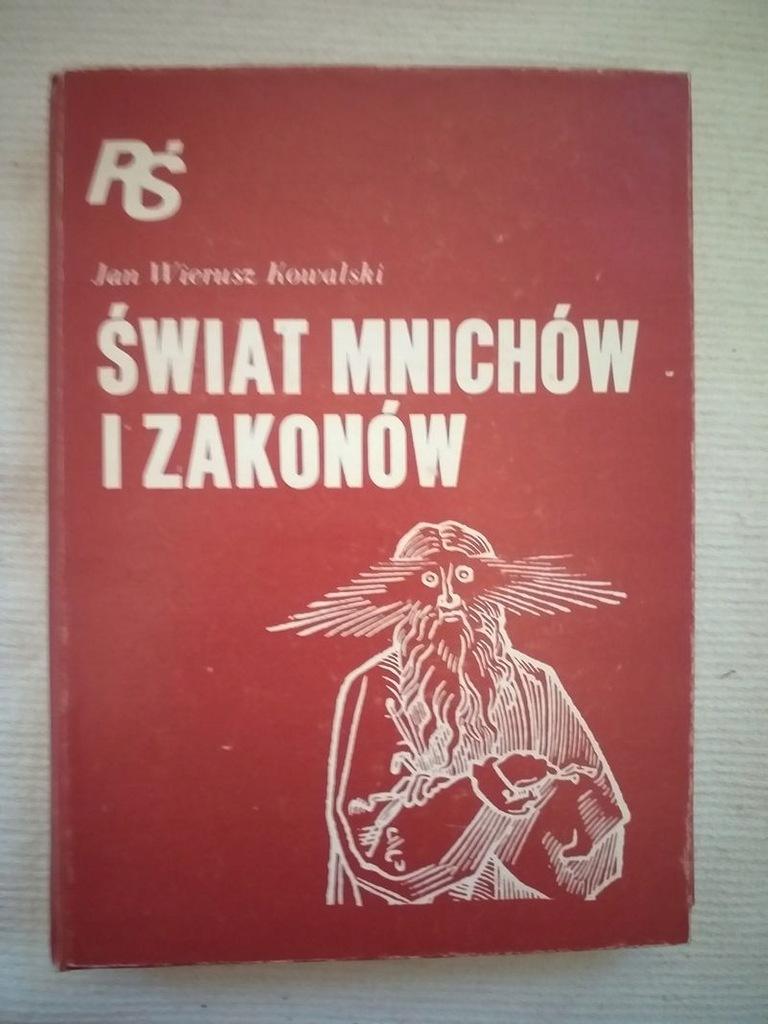 RŚ
Jan Wierusz Kowalski
ŚWIAT MNICHÓW
I ZAKONÓW